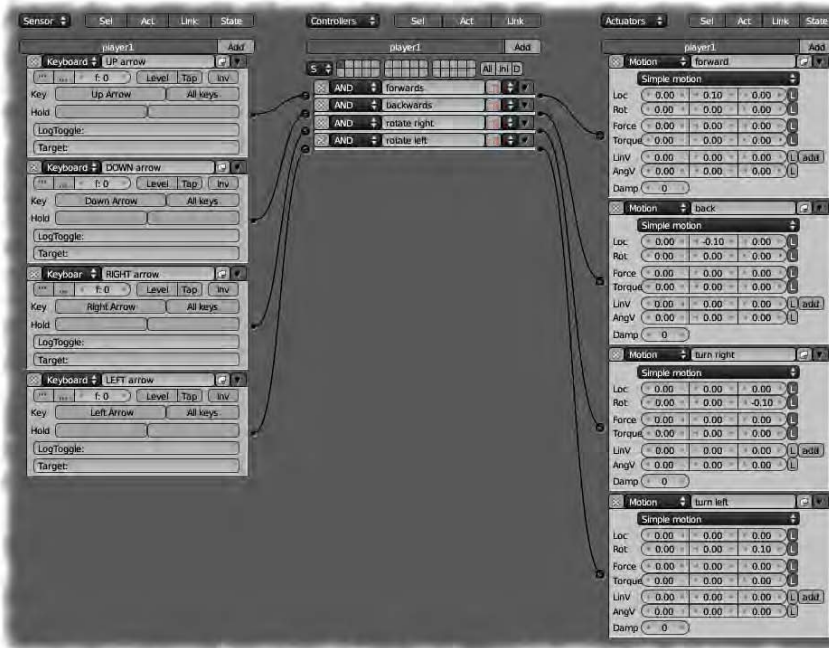 Sensor Sel Act Link State
player1 Add
Keyboard UP arrow
f: 0 Level Tap Inv
Key Up Arrow All keys
Hold
LogToggle:
Target:
Keyboard DOWN arrow
f: 0 Level Tap Inv
Key Down Arrow All keys
Hold
LogToggle:
Target:
Keyboar RIGHT arrow
f: 0 Level Tap Inv
Key Right Arrow All keys
Hold
LogToggle:
Target:
Keyboard LEFT arrow
f: 0 Level Tap Inv
Key Left Arrow All keys
Hold
LogToggle:
Target:
Controllers Sel Act Link
player1 Add
S All Ini D
AND forwards
AND backwards
AND rotate right
AND rotate left
Actuators Sel Act Link State
player1 Add
Motion forward
Simple motion
Loc 0.00 0.10 0.00 L
Rot 0.00 0.00 0.00 L
Force 0.00 0.00 0.00 L
Torque 0.00 0.00 0.00 L
LinV 0.00 0.00 0.00 L add
AngV 0.00 0.00 0.00 L
Damp 0
Motion back
Simple motion
Loc 0.00 -0.10 0.00 L
Rot 0.00 0.00 0.00 L
Force 0.00 0.00 0.00 L
Torque 0.00 0.00 0.00 L
LinV 0.00 0.00 0.00 L add
AngV 0.00 0.00 0.00 L
Damp 0
Motion turn right
Simple motion
Loc 0.00 0.00 0.00 L
Rot 0.00 0.00 -0.10 L
Force 0.00 0.00 0.00 L
Torque 0.00 0.00 0.00 L
LinV 0.00 0.00 0.00 L add
AngV 0.00 0.00 0.00 L
Damp 0
Motion turn left
Simple motion
Loc 0.00 0.00 0.00 L
Rot 0.00 0.00 0.10 L
Force 0.00 0.00 0.00 L
Torque 0.00 0.00 0.00 L
LinV 0.00 0.00 0.00 L add
AngV 0.00 0.00 0.00 L
Damp 0